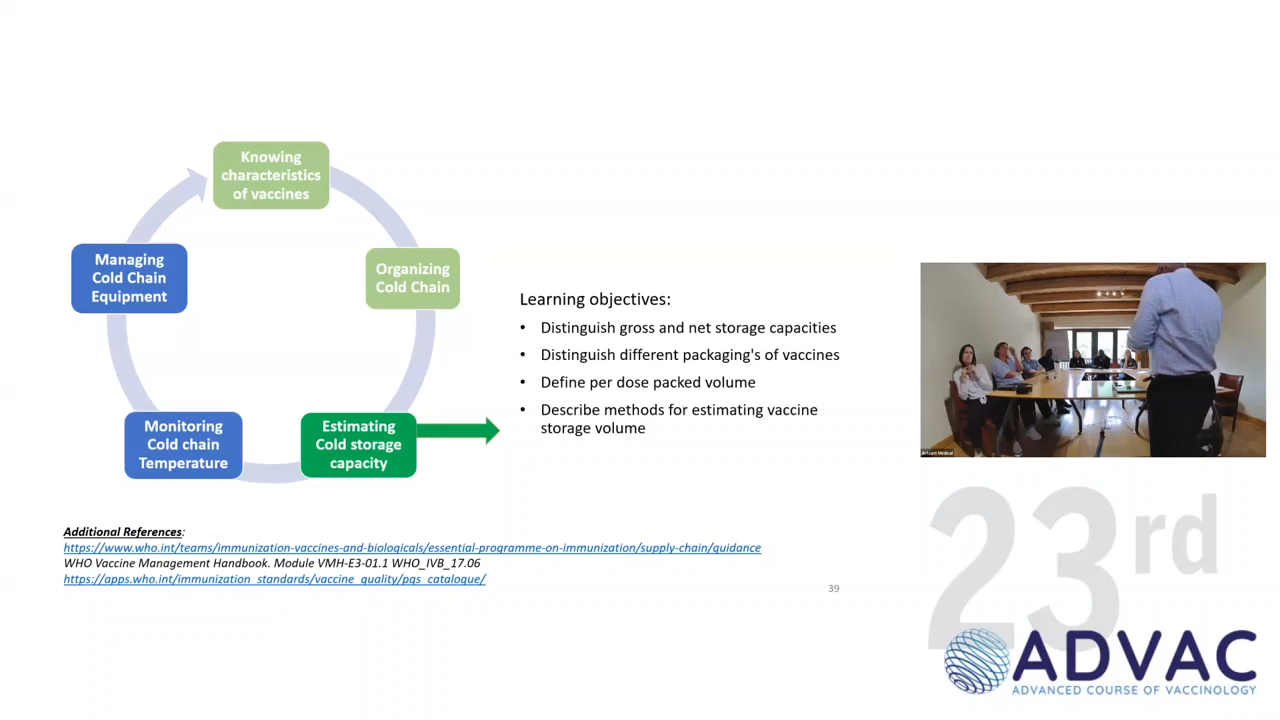 Knowing
characteristics
of vaccines
Managing
Cold Chain
Equipment
Organizing
Cold Chain
Monitoring
Cold chain
Temperature
Estimating
Cold storage
capacity
Learning objectives:
• Distinguish gross and net storage capacities
• Distinguish different packaging's of vaccines
• Define per dose packed volume
• Describe methods for estimating vaccine
storage volume
Additional References:
https://www.who.int/teams/immunization-vaccines-and-biologicals/essential-programme-on-immunization/supply-chain/guidance
WHO Vaccine Management Handbook. Module VMH-E3-01.1 WHO_IVB_17.06
https://apps.who.int/immunization_standards/vaccine_quality/pqs_catalogue/
39
Artcast Medical
23rd
ADVAC
ADVANCED COURSE OF VACCINOLOGY